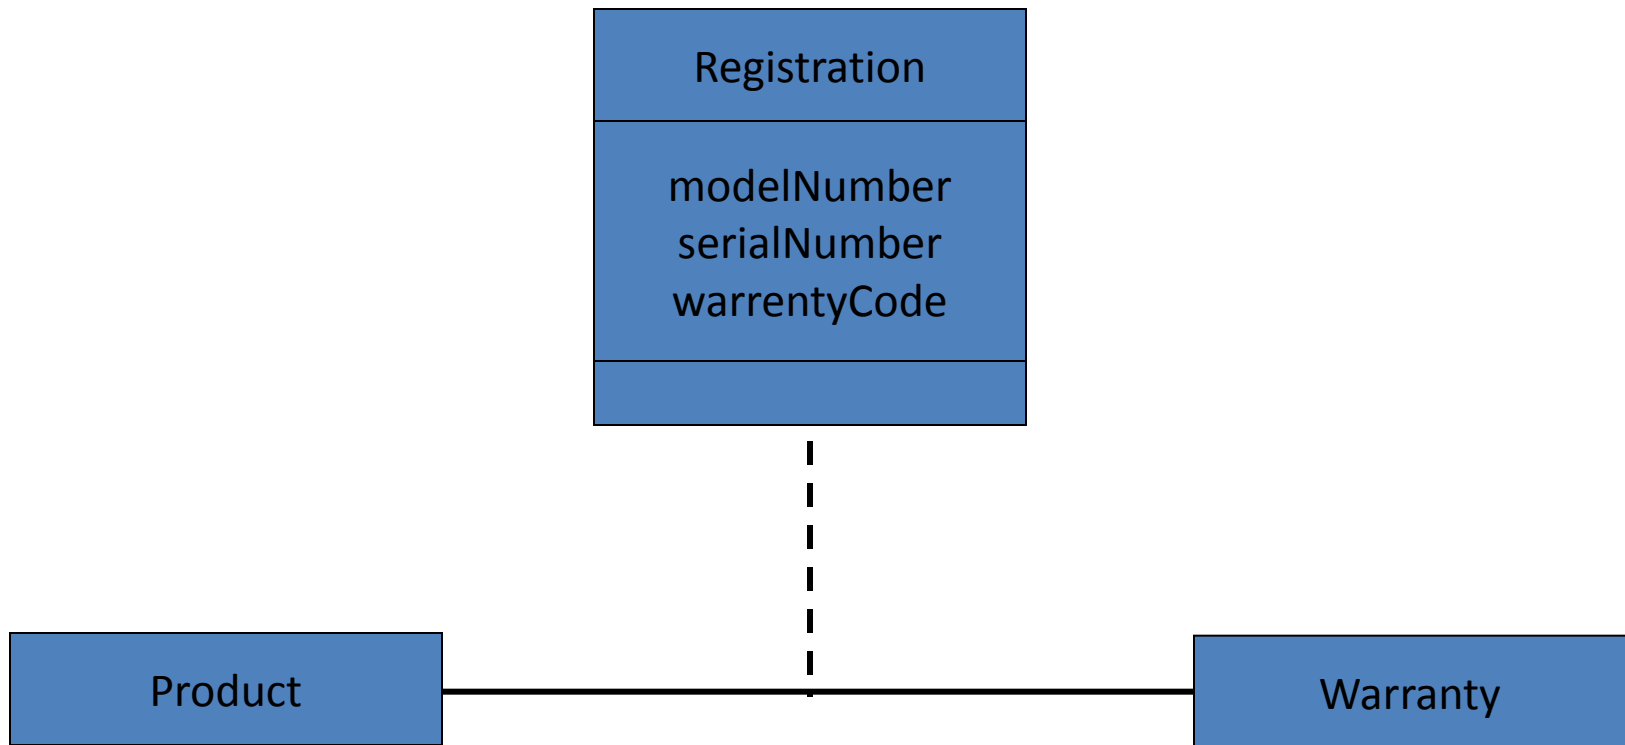 Registration
modelNumber
serialNumber
warrentyCode
Product
Warranty